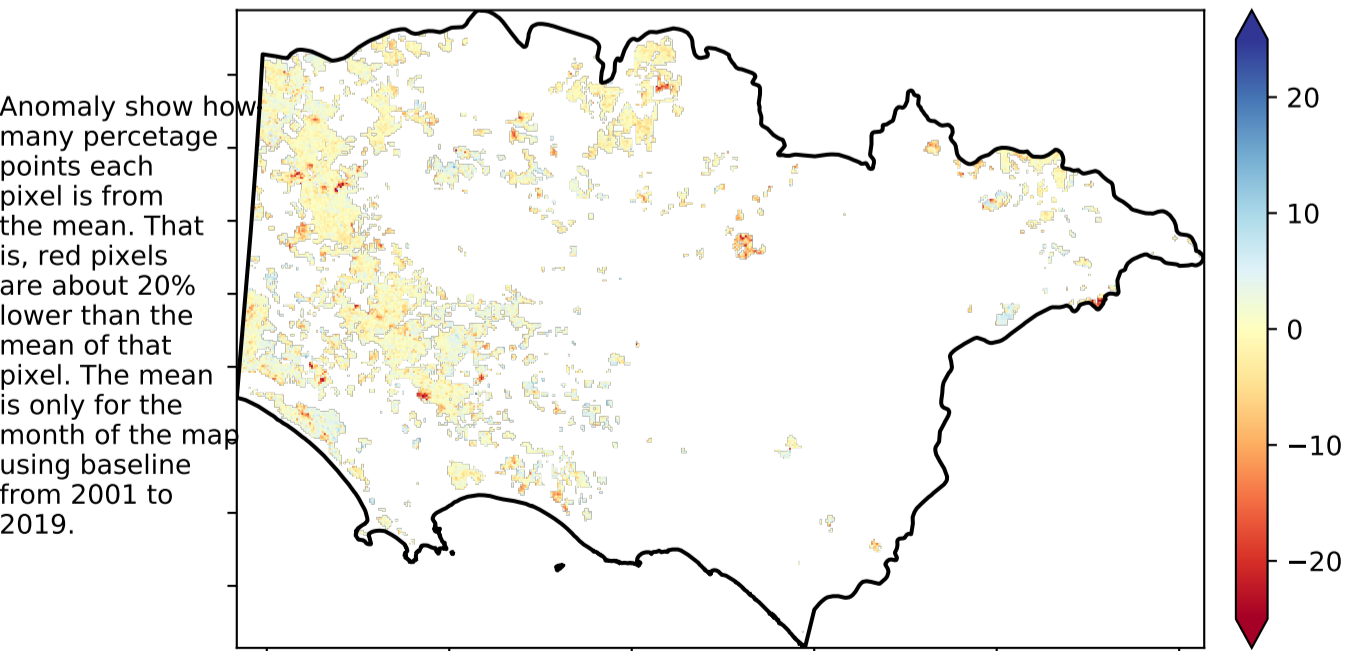 Anomaly show how
many percetage
points each
pixel is from
the mean. That
is, red pixels
are about 20%
lower than the
mean of that
pixel. The mean
is only for the
month of the map
using baseline
from 2001 to
2019.
20
10
0
−10
−20